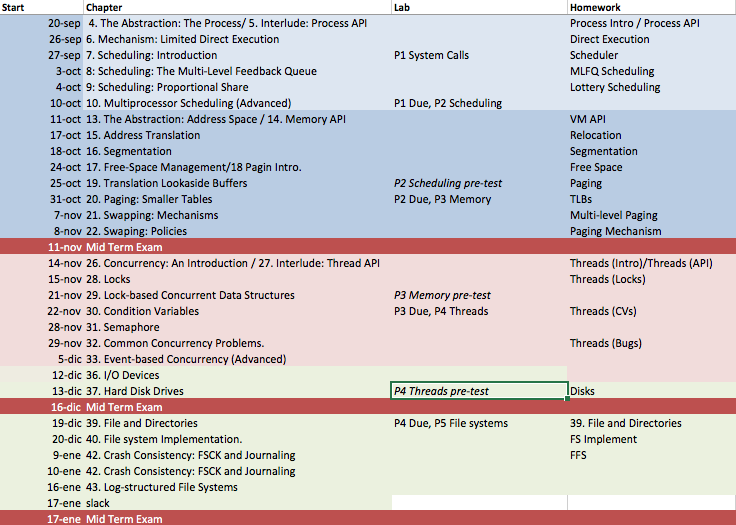 Start Chapter Lab Homework
20-sep 4. The Abstraction: The Process/ 5. Interlude: Process API Process Intro / Process API
26-sep 6. Mechanism: Limited Direct Execution Direct Execution
27-sep 7. Scheduling: Introduction P1 System Calls Scheduler
3-oct 8: Scheduling: The Multi-Level Feedback Queue MLFQ Scheduling
4-oct 9: Scheduling: Proportional Share Lottery Scheduling
10-oct 10. Multiprocessor Scheduling (Advanced) P1 Due, P2 Scheduling
11-oct 13. The Abstraction: Address Space / 14. Memory API VM API
17-oct 15. Address Translation Relocation
18-oct 16. Segmentation Segmentation
24-oct 17. Free-Space Management/18 Pagin Intro. Free Space
25-oct 19. Translation Lookaside Buffers P2 Scheduling pre-test Paging
31-oct 20. Paging: Smaller Tables P2 Due, P3 Memory TLBs
7-nov 21. Swapping: Mechanisms Multi-level Paging
8-nov 22. Swaping: Policies Paging Mechanism
11-nov Mid Term Exam
14-nov 26. Concurrency: An Introduction / 27. Interlude: Thread API Threads (Intro)/Threads (API)
15-nov 28. Locks Threads (Locks)
21-nov 29. Lock-based Concurrent Data Structures P3 Memory pre-test
22-nov 30. Condition Variables P3 Due, P4 Threads Threads (CVs)
28-nov 31. Semaphore
29-nov 32. Common Concurrency Problems. Threads (Bugs)
5-dic 33. Event-based Concurrency (Advanced)
12-dic 36. I/O Devices
13-dic 37. Hard Disk Drives P4 Threads pre-test Disks
16-dic Mid Term Exam
19-dic 39. File and Directories P4 Due, P5 File systems 39. File and Directories
20-dic 40. File system Implementation. FS Implement
9-ene 42. Crash Consistency: FSCK and Journaling FFS
10-ene 42. Crash Consistency: FSCK and Journaling
16-ene 43. Log-structured File Systems
17-ene slack
17-ene Mid Term Exam